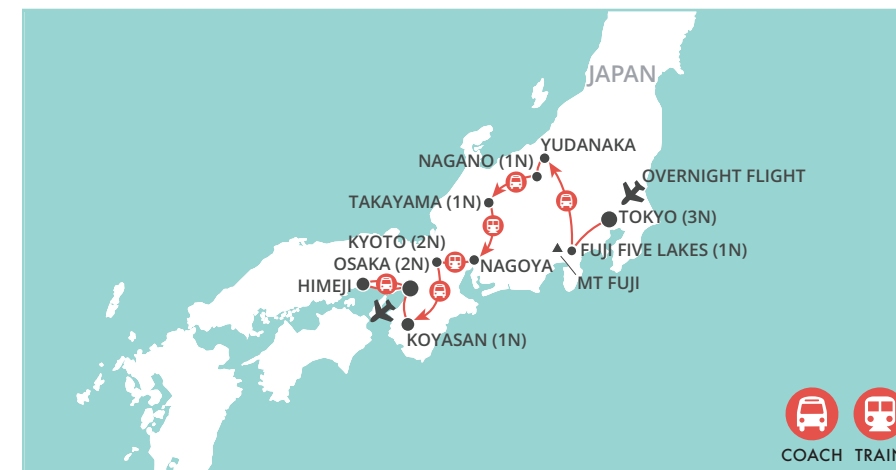 JAPAN
YUDANAKA
NAGANO (1N)
OVERNIGHT FLIGHT
TAKAYAMA (1N)
TOKYO (3N)
KYOTO (2N)
FUJI FIVE LAKES (1N)
OSAKA (2N)
NAGOYA
HIMEJI
MT FUJI
KOYASAN (1N)
COACH TRAIN